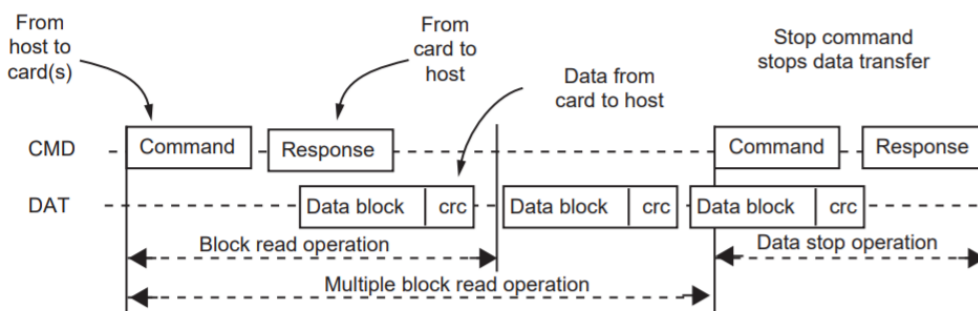 From
host to
card(s)
From
card to
host
Data from
card to host
Stop command
stops data transfer
CMD
Command
Response
Command
Response
DAT
Data block
crc
Data block
crc
Data block
crc
Block read operation
Data stop operation
Multiple block read operation